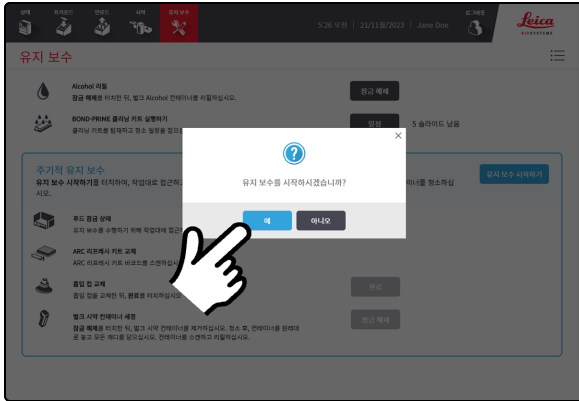 상태
프리로드
언로드
시약
유지 보수
5:26 오전 | 21/11월/2023 | Jane Doe
로그아웃
Leica
BIOSYSTEMS
유지 보수
Alcohol 리필
잠금 해제를 터치한 뒤, 벌크 Alcohol 컨테이너를 리필하십시오.
잠금 해제
BOND-PRIME 클리닝 키트 실행하기
클리닝 키트를 탑재하고 청소 일정을 잡으십
일정
5 슬라이드 남음
유지 보수를 시작하시겠습니까?
예
아니오
주기적 유지 보수
유지 보수 시작하기를 터치하여, 작업대로 접근하고
이너를 청소하십
시오.
유지 보수 시작하기
후드 잠금 상태
유지 보수를 수행하기 위해 작업대에 접근
ARC 리프레시 키트 교체
ARC 리프레시 키트 바코드를 스캔하십시
흡입 컵 교체
흡입 컵을 교체한 뒤, 완료를 터치하십시오
완료
벌크 시약 컨테이너 세정
잠금 해제를 터치한 뒤, 벌크 시약 컨테이너를 제거하십시오. 청소 후, 컨테이너를 원래대
로 놓고 모든 캐디를 닫으십시오. 컨테이너를 스캔하고 리필하십시오.
잠금 해제